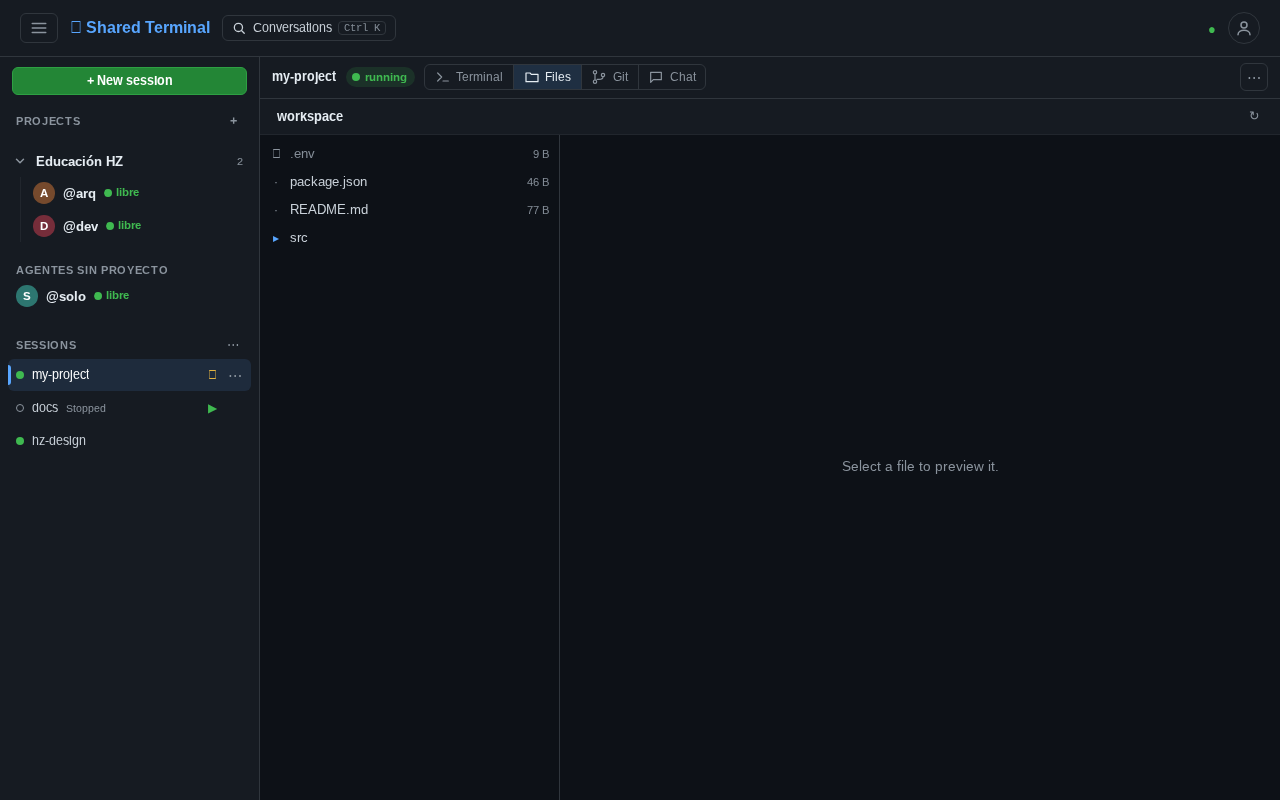 Shared Terminal
Conversations Ctrl K
+ New session
PROJECTS +
Educación HZ 2
A @arq libre
D @dev libre
AGENTES SIN PROYECTO
S @solo libre
SESSIONS ...
my-project ...
docs Stopped
hz-design
my-project running Terminal Files Git Chat ...
workspace
.env 9 B
package.json 46 B
README.md 77 B
src
Select a file to preview it.